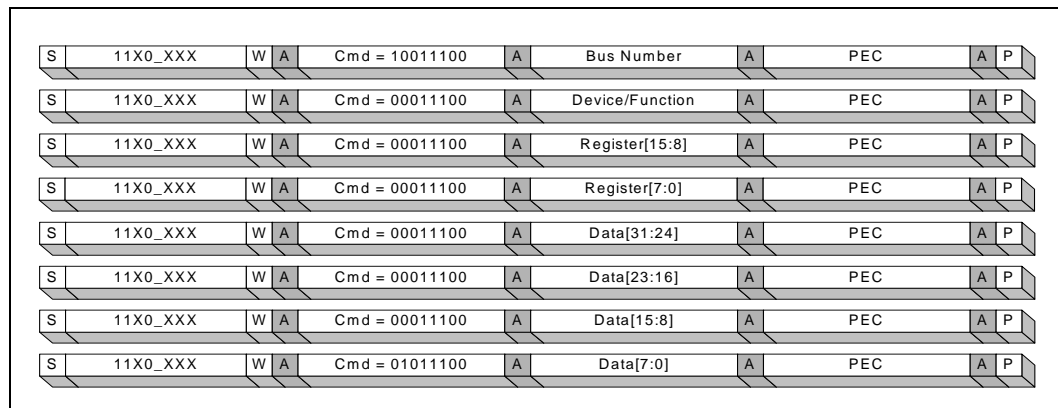 S 11X0_XXX W A Cmd = 10011100 A Bus Number A PEC A P
S 11X0_XXX W A Cmd = 00011100 A Device/Function A PEC A P
S 11X0_XXX W A Cmd = 00011100 A Register[15:8] A PEC A P
S 11X0_XXX W A Cmd = 00011100 A Register[7:0] A PEC A P
S 11X0_XXX W A Cmd = 00011100 A Data[31:24] A PEC A P
S 11X0_XXX W A Cmd = 00011100 A Data[23:16] A PEC A P
S 11X0_XXX W A Cmd = 00011100 A Data[15:8] A PEC A P
S 11X0_XXX W A Cmd = 01011100 A Data[7:0] A PEC A P